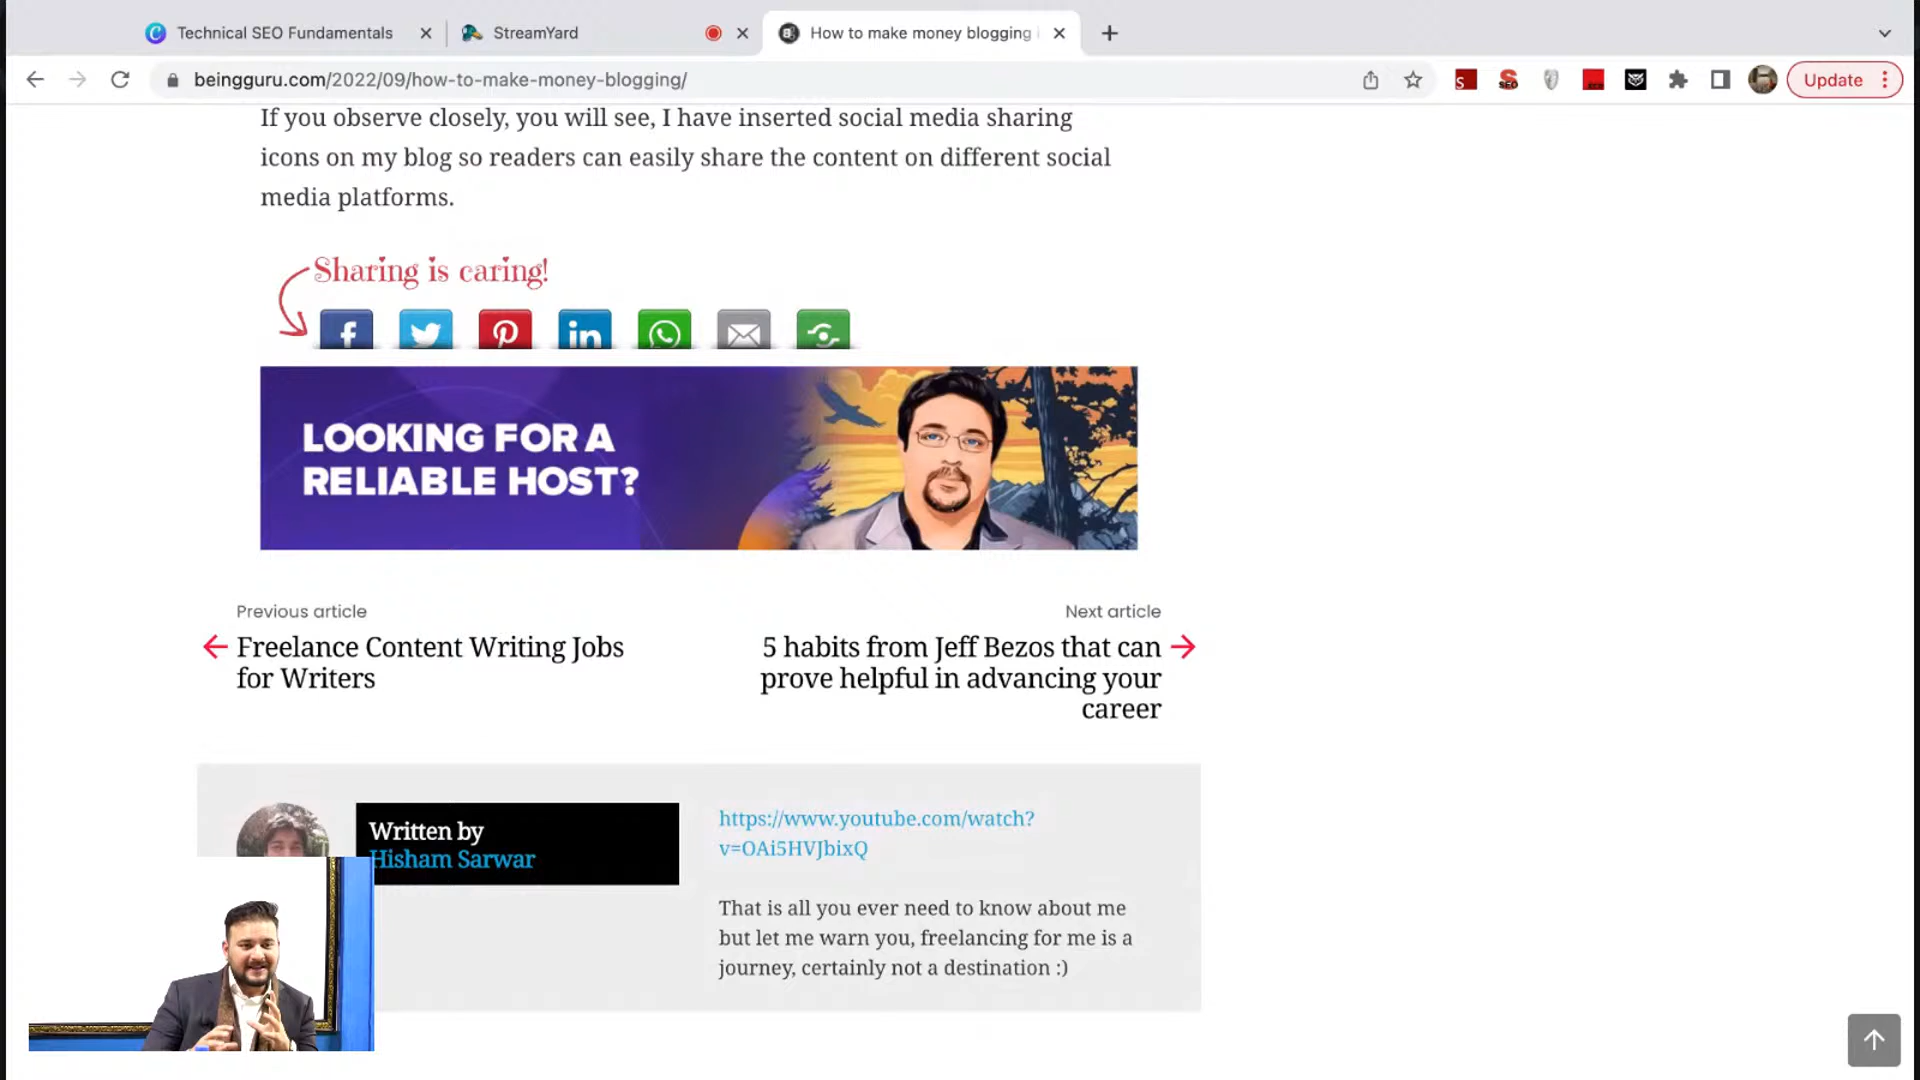 Technical SEO Fundamentals
StreamYard
How to make money blogging
beingguru.com/2022/09/how-to-make-money-blogging/
Update
If you observe closely, you will see, I have inserted social media sharing
icons on my blog so readers can easily share the content on different social
media platforms.
Sharing is caring!
LOOKING FOR A
RELIABLE HOST?
Previous article
Freelance Content Writing Jobs
for Writers
Next article
5 habits from Jeff Bezos that can
prove helpful in advancing your
career
Written by
Hisham Sarwar
https://www.youtube.com/watch?
v=OAi5HVJbixQ
That is all you ever need to know about me
but let me warn you, freelancing for me is a
journey, certainly not a destination :)